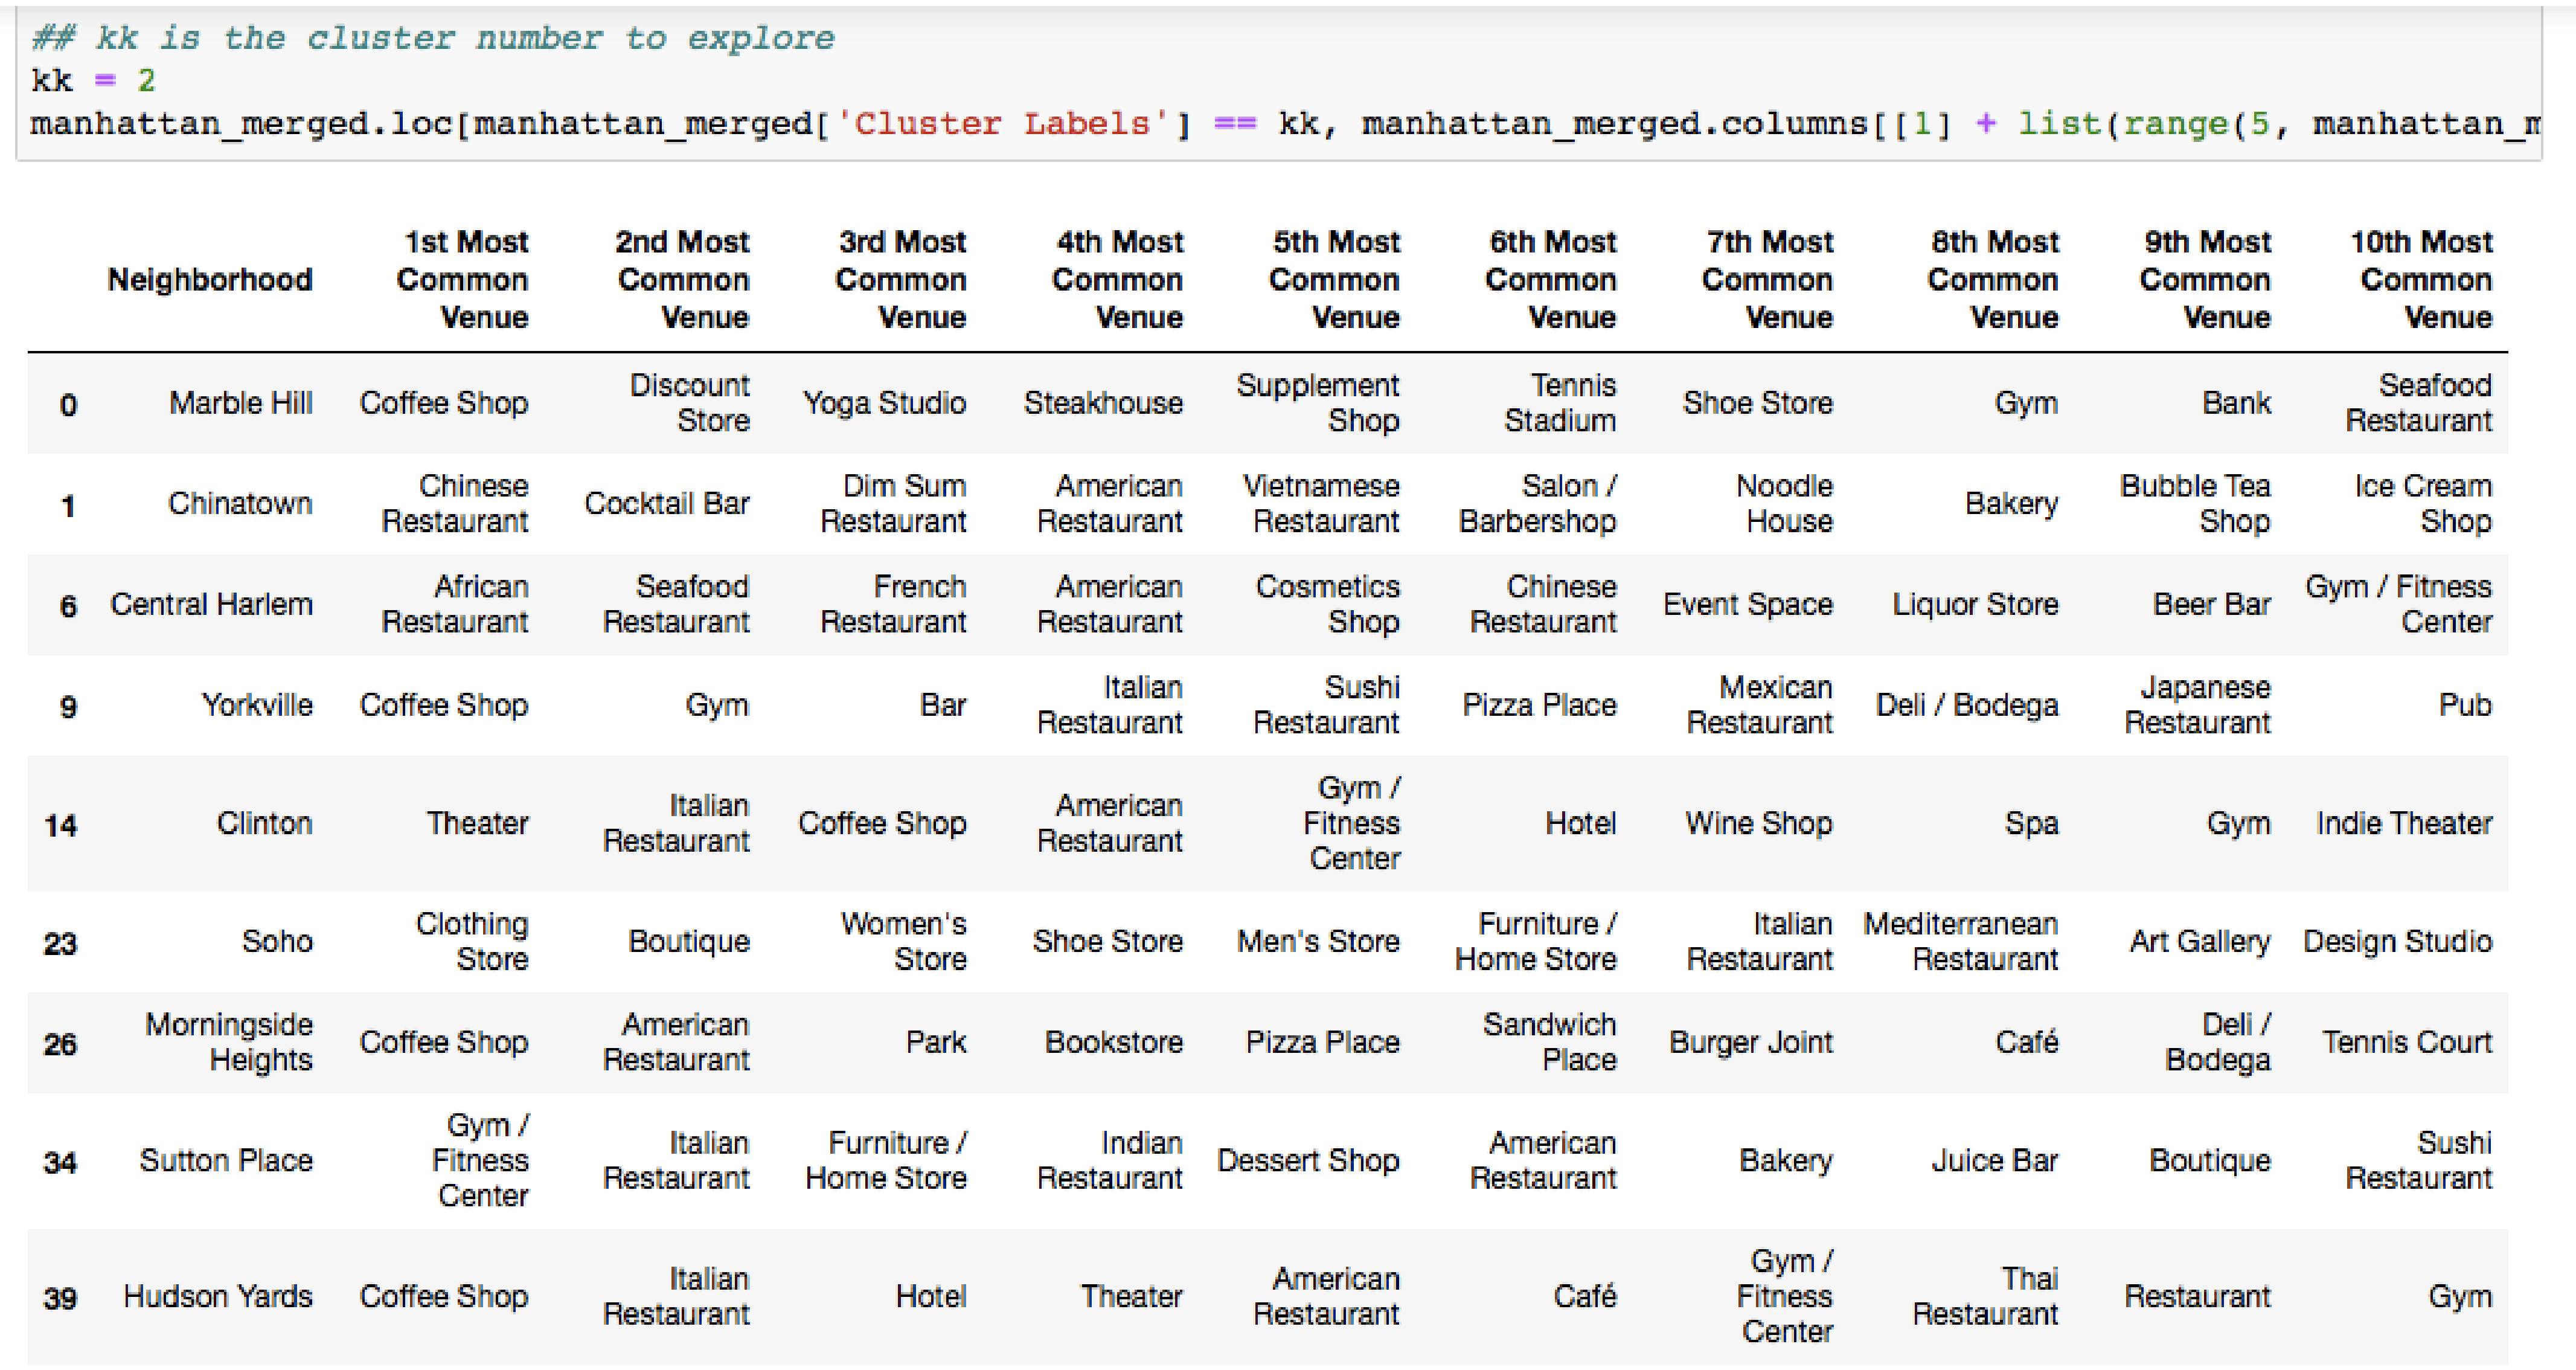 ## kk is the cluster number to explore
kk = 2
manhattan_merged.loc[manhattan_merged['Cluster Labels'] == kk, manhattan_merged.columns[[1] + list(range(5, manhattan_m
Neighborhood 1st Most Common Venue 2nd Most Common Venue 3rd Most Common Venue 4th Most Common Venue 5th Most Common Venue 6th Most Common Venue 7th Most Common Venue 8th Most Common Venue 9th Most Common Venue 10th Most Common Venue
0 Marble Hill Coffee Shop Discount Store Yoga Studio Steakhouse Supplement Shop Tennis Stadium Shoe Store Gym Bank Seafood Restaurant
1 Chinatown Chinese Restaurant Cocktail Bar Dim Sum Restaurant American Restaurant Vietnamese Restaurant Salon / Barbershop Noodle House Bakery Bubble Tea Shop Ice Cream Shop
6 Central Harlem African Restaurant Seafood Restaurant French Restaurant American Restaurant Cosmetics Shop Chinese Restaurant Event Space Liquor Store Beer Bar Gym / Fitness Center
9 Yorkville Coffee Shop Gym Bar Italian Restaurant Sushi Restaurant Pizza Place Mexican Restaurant Deli / Bodega Japanese Restaurant Pub
14 Clinton Theater Italian Restaurant Coffee Shop American Restaurant Gym / Fitness Center Hotel Wine Shop Spa Gym Indie Theater
23 Soho Clothing Store Boutique Women's Store Shoe Store Men's Store Furniture / Home Store Italian Restaurant Mediterranean Restaurant Art Gallery Design Studio
26 Morningside Heights Coffee Shop American Restaurant Park Bookstore Pizza Place Sandwich Place Burger Joint Café Deli / Bodega Tennis Court
34 Sutton Place Gym / Fitness Center Italian Restaurant Furniture / Home Store Indian Restaurant Dessert Shop American Restaurant Bakery Juice Bar Boutique Sushi Restaurant
39 Hudson Yards Coffee Shop Italian Restaurant Hotel Theater American Restaurant Café Gym / Fitness Center Thai Restaurant Restaurant Gym